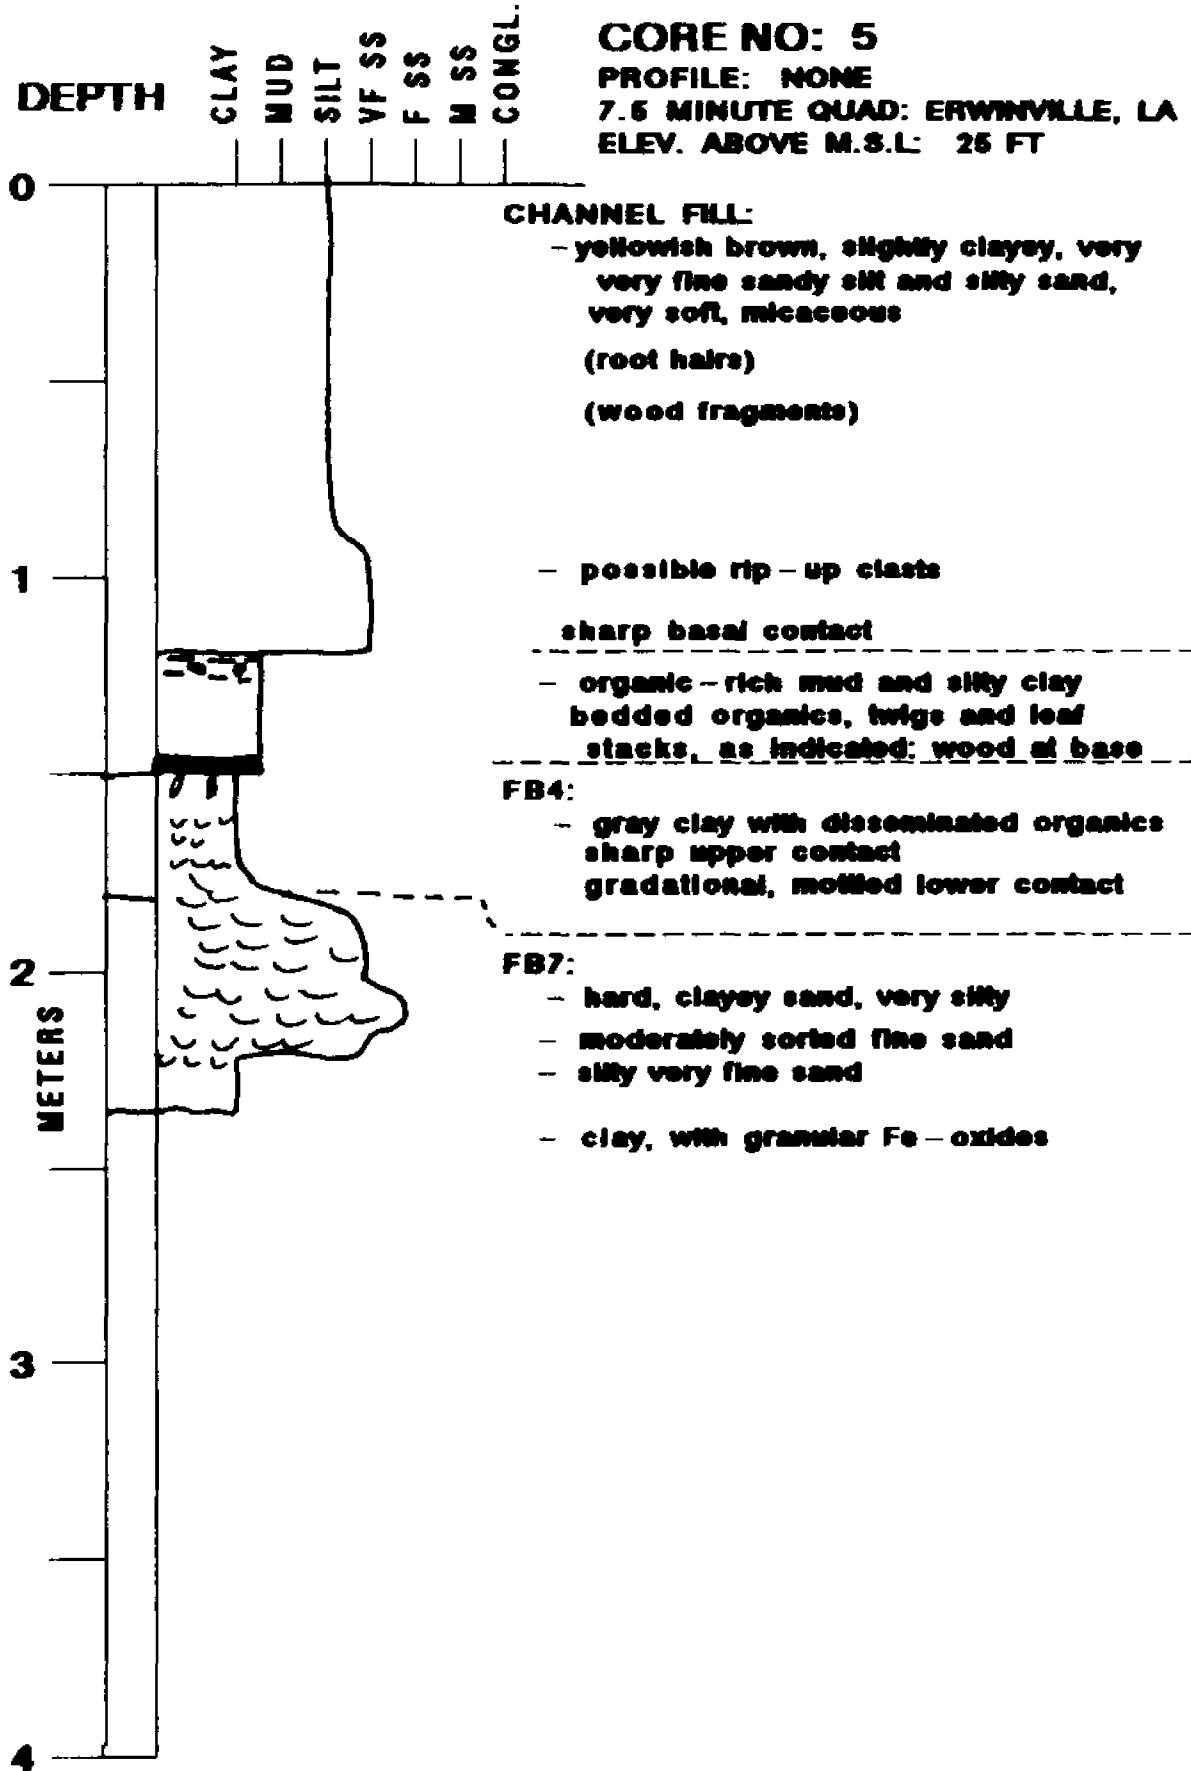 CORE NO: 5
PROFILE: NONE
7.5 MINUTE QUAD: ERWINVILLE, LA
ELEV. ABOVE M.S.L: 25 FT
DEPTH
CLAY
MUD
SILT
VF SS
F SS
M SS
CONGL.
0
CHANNEL FILL:
- yellowish brown, slightly clayey, very
very fine sandy silt and silty sand,
very soft, micaceous
(root hairs)
(wood fragments)
1
- possible rip-up clasts
sharp basal contact
- organic-rich mud and silty clay
bedded organics, twigs and leaf
stacks, as indicated: wood at base
FB4:
- gray clay with disseminated organics
sharp upper contact
gradational, mottled lower contact
2
FB7:
- hard, clayey sand, very silty
- moderately sorted fine sand
- silty very fine sand
METERS
- clay, with granular Fe-oxides
3
4